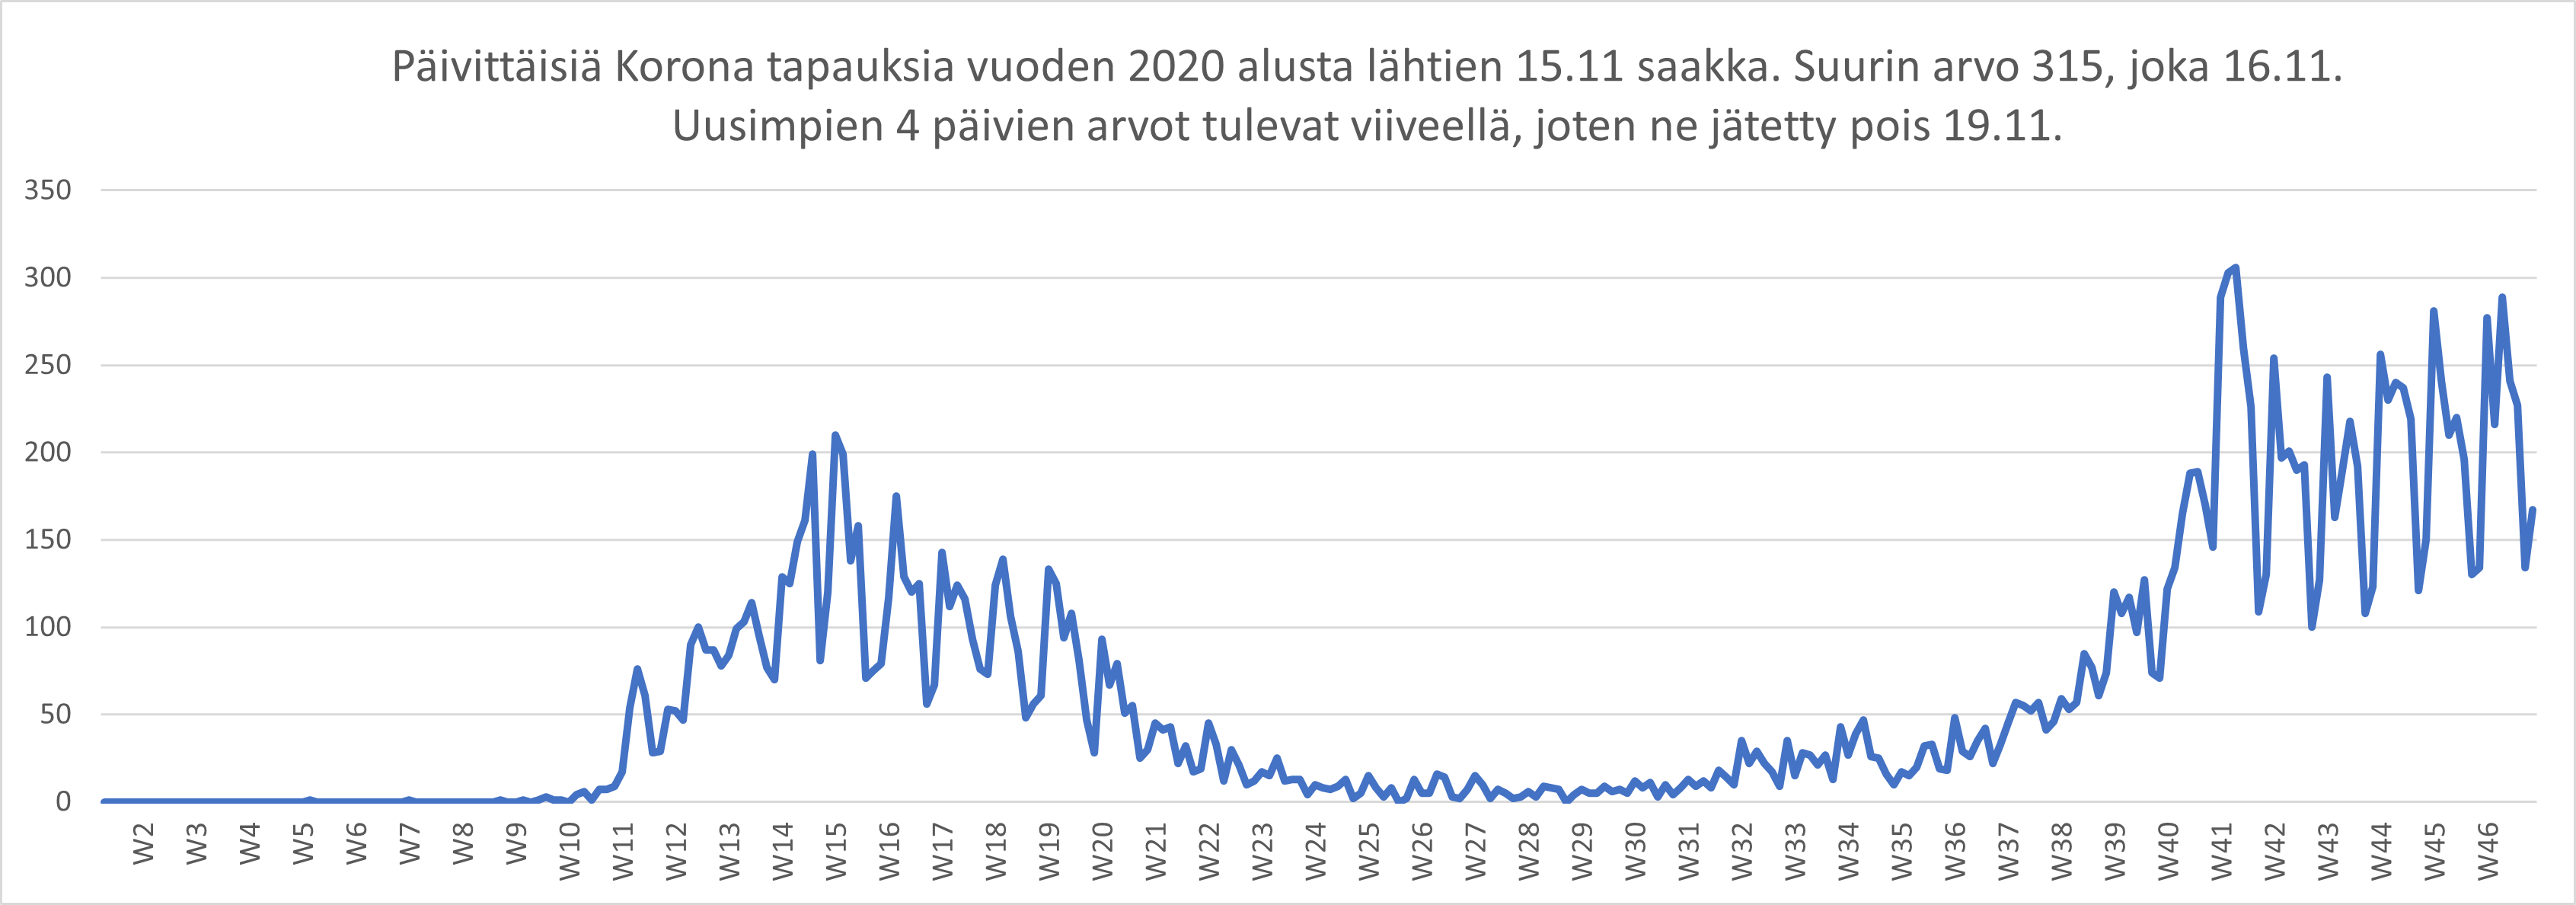 Päivittäisiä Korona tapauksia vuoden 2020 alusta lähtien 15.11 saakka. Suurin arvo 315, joka 16.11.
Uusimpien 4 päivien arvot tulevat viiveellä, joten ne jätetty pois 19.11.
350
300
250
200
150
100
50
0
W2 W3 W4 W5 W6 W7 W8 W9 W10 W11 W12 W13 W14 W15 W16 W17 W18 W19 W20 W21 W22 W23 W24 W25 W26 W27 W28 W29 W30 W31 W32 W33 W34 W35 W36 W37 W38 W39 W40 W41 W42 W43 W44 W45 W46